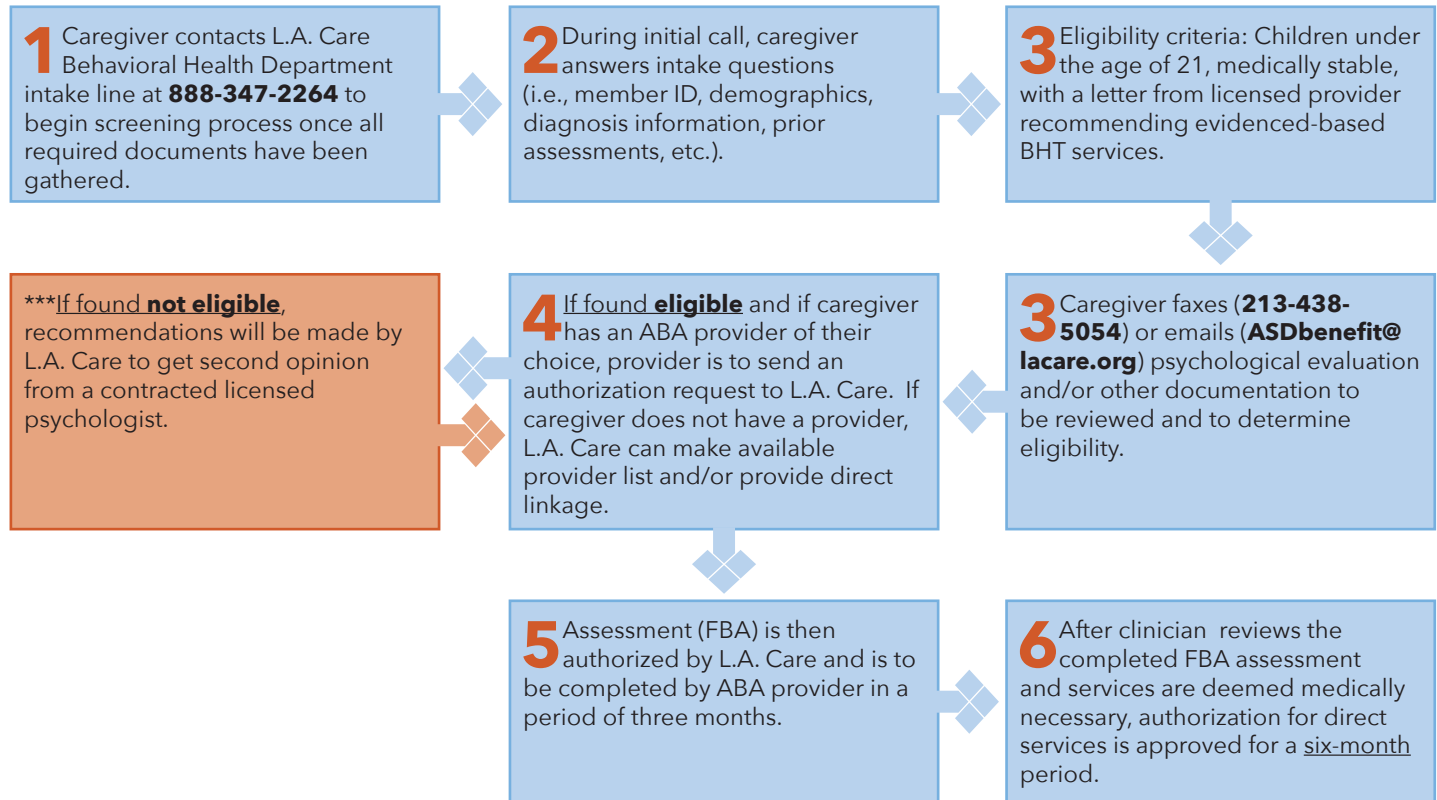 1 Caregiver contacts L.A. Care
Behavioral Health Department
intake line at 888-347-2264 to
begin screening process once all
required documents have been
gathered.
2 During initial call, caregiver
answers intake questions
(i.e., member ID, demographics,
diagnosis information, prior
assessments, etc.).
3 Eligibility criteria: Children under
the age of 21, medically stable,
with a letter from licensed provider
recommending evidenced-based
BHT services.
3 Caregiver faxes (213-438-
5054) or emails (ASDbenefit@
lacare.org) psychological evaluation
and/or other documentation to
be reviewed and to determine
eligibility.
4 If found eligible and if caregiver
has an ABA provider of their
choice, provider is to send an
authorization request to L.A. Care. If
caregiver does not have a provider,
L.A. Care can make available
provider list and/or provide direct
linkage.
***If found not eligible,
recommendations will be made by
L.A. Care to get second opinion
from a contracted licensed
psychologist.
5 Assessment (FBA) is then
authorized by L.A. Care and is to
be completed by ABA provider in a
period of three months.
6 After clinician reviews the
completed FBA assessment
and services are deemed medically
necessary, authorization for direct
services is approved for a six-month
period.